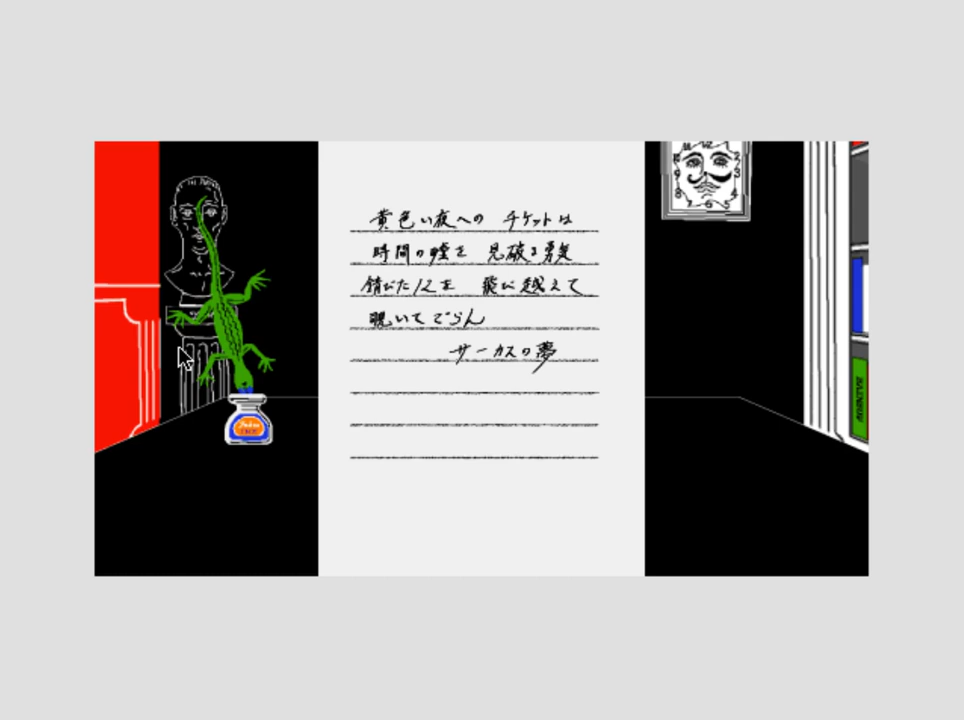 黄色い夜への チケットは
時間の嘘を 見破る勇気
錆びた12を 飛び越えて
覗いてごらん
サーカスの夢